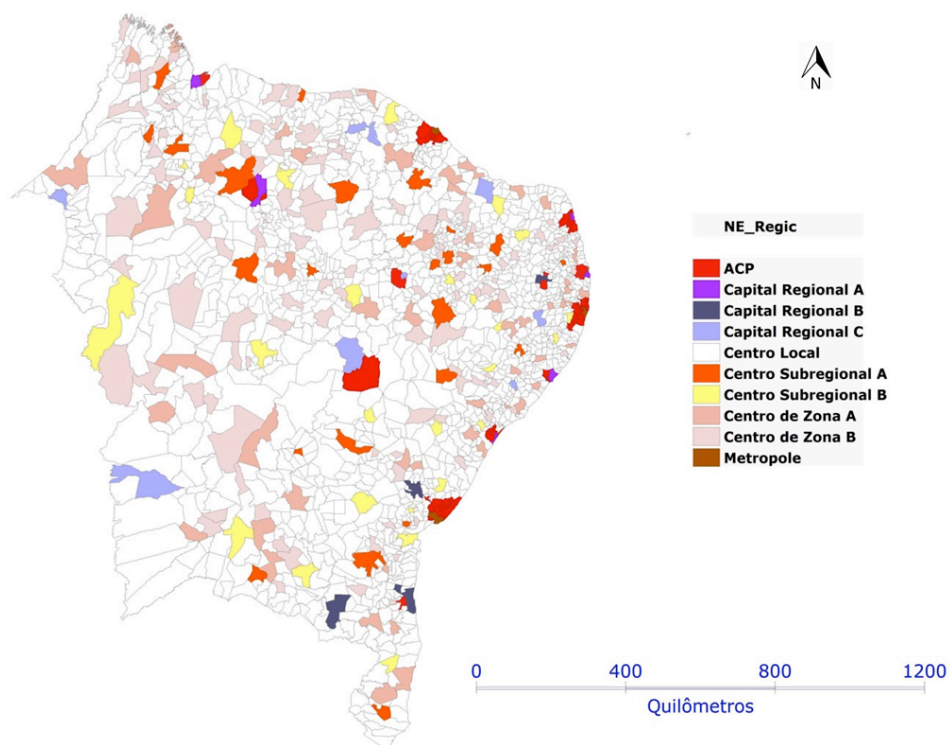 N
NE_Regic
ACP
Capital Regional A
Capital Regional B
Capital Regional C
Centro Local
Centro Subregional A
Centro Subregional B
Centro de Zona A
Centro de Zona B
Metropole
0 400 800 1200
Quilômetros